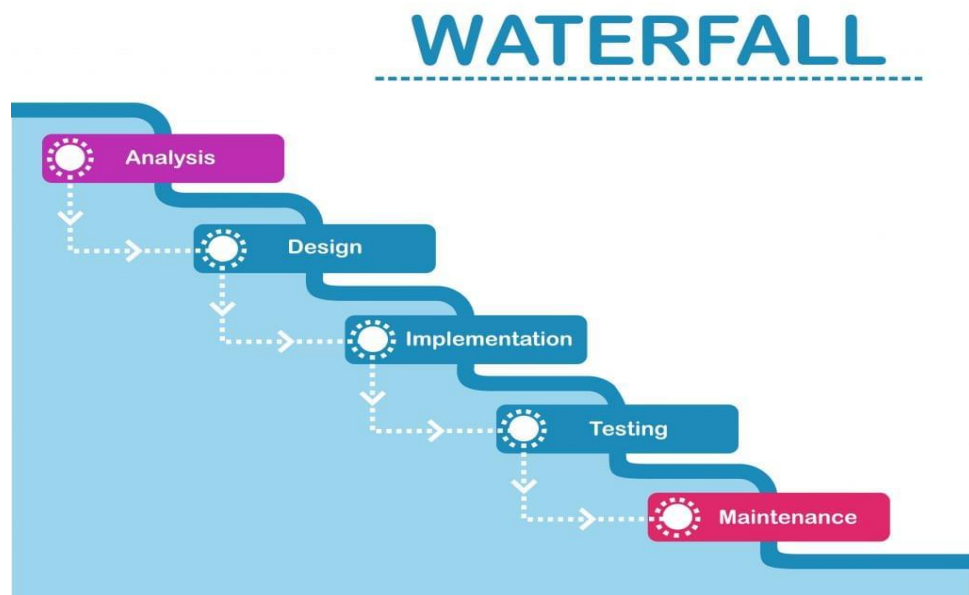 WATERFALL
Analysis
Design
Implementation
Testing
Maintenance